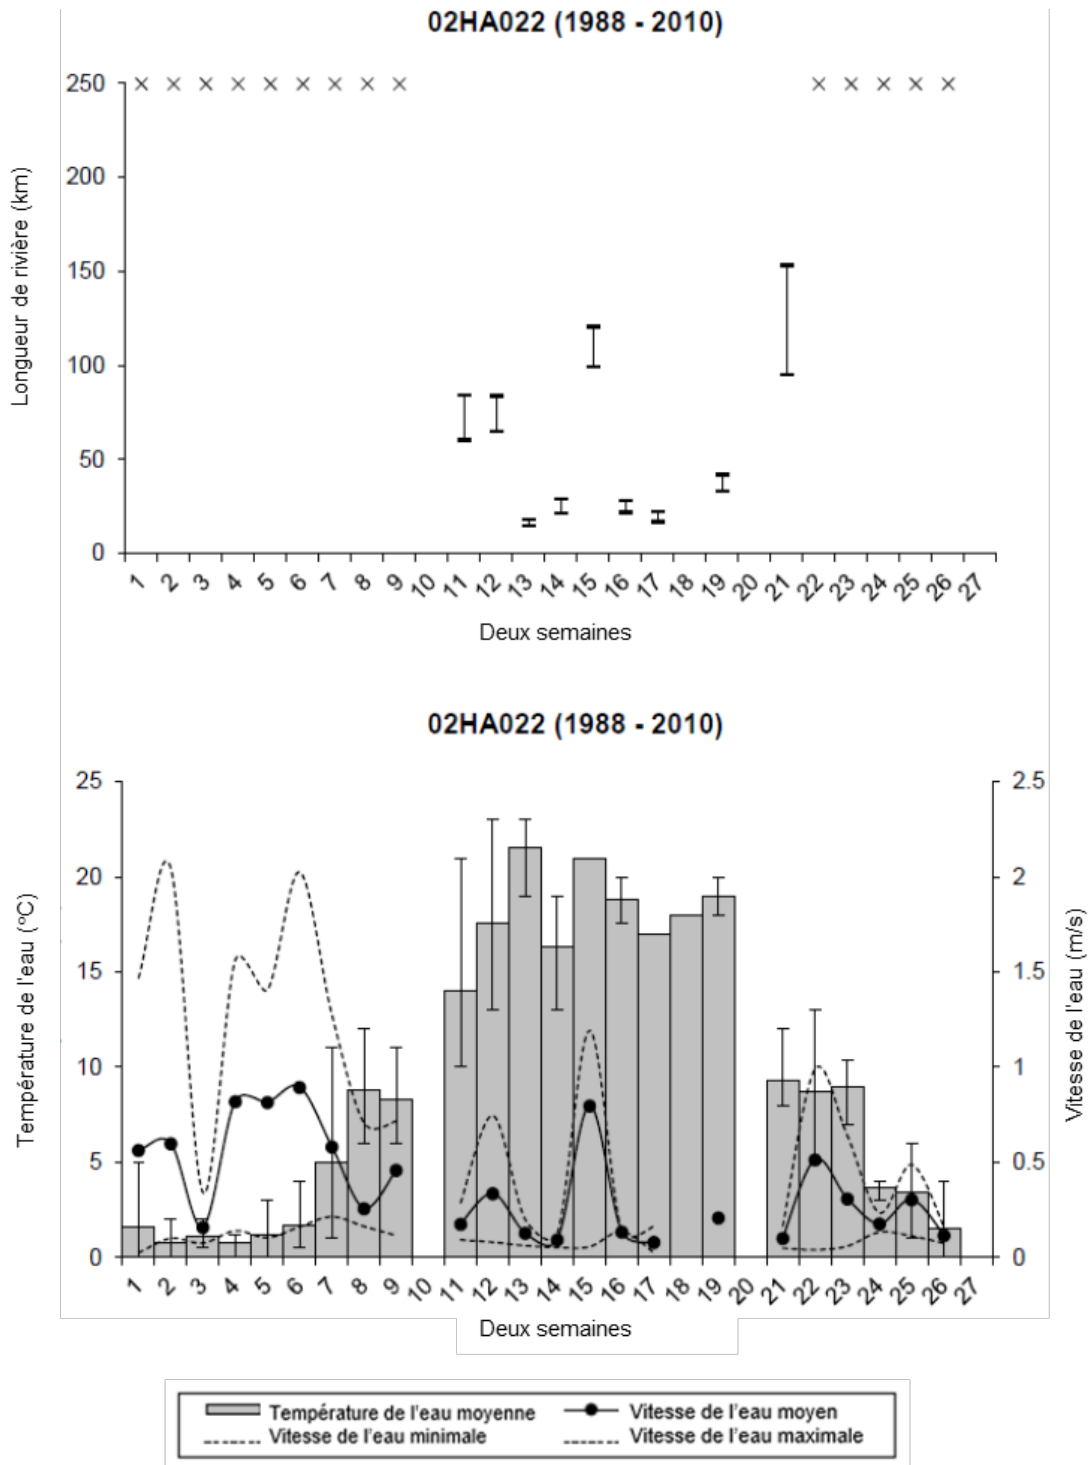 02HA022 (1988 - 2010)
Longueur de rivière (km)
250
200
150
100
50
0
1 2 3 4 5 6 7 8 9 10 11 12 13 14 15 16 17 18 19 20 21 22 23 24 25 26 27
Deux semaines
02HA022 (1988 - 2010)
Température de l'eau (°C)
25
20
15
10
5
0
2.5
2
1.5
1
0.5
0
Vitesse de l'eau (m/s)
1 2 3 4 5 6 7 8 9 10 11 12 13 14 15 16 17 18 19 20 21 22 23 24 25 26 27
Deux semaines
Température de l'eau moyenne
Vitesse de l'eau moyen
Vitesse de l'eau minimale
Vitesse de l'eau maximale